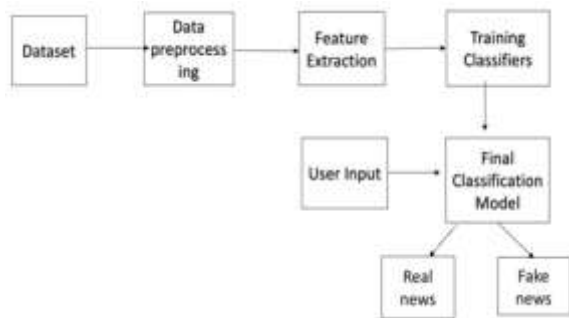 Dataset
Data
preprocess
ing
Feature
Extraction
Training
Classifiers
User Input
Final
Classification
Model
Real
news
Fake
news